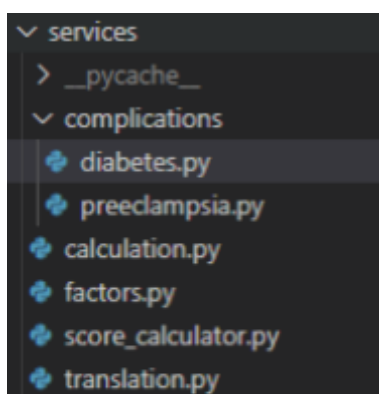 services
__pycache__
complications
diabetes.py
preeclampsia.py
calculation.py
factors.py
score_calculator.py
translation.py